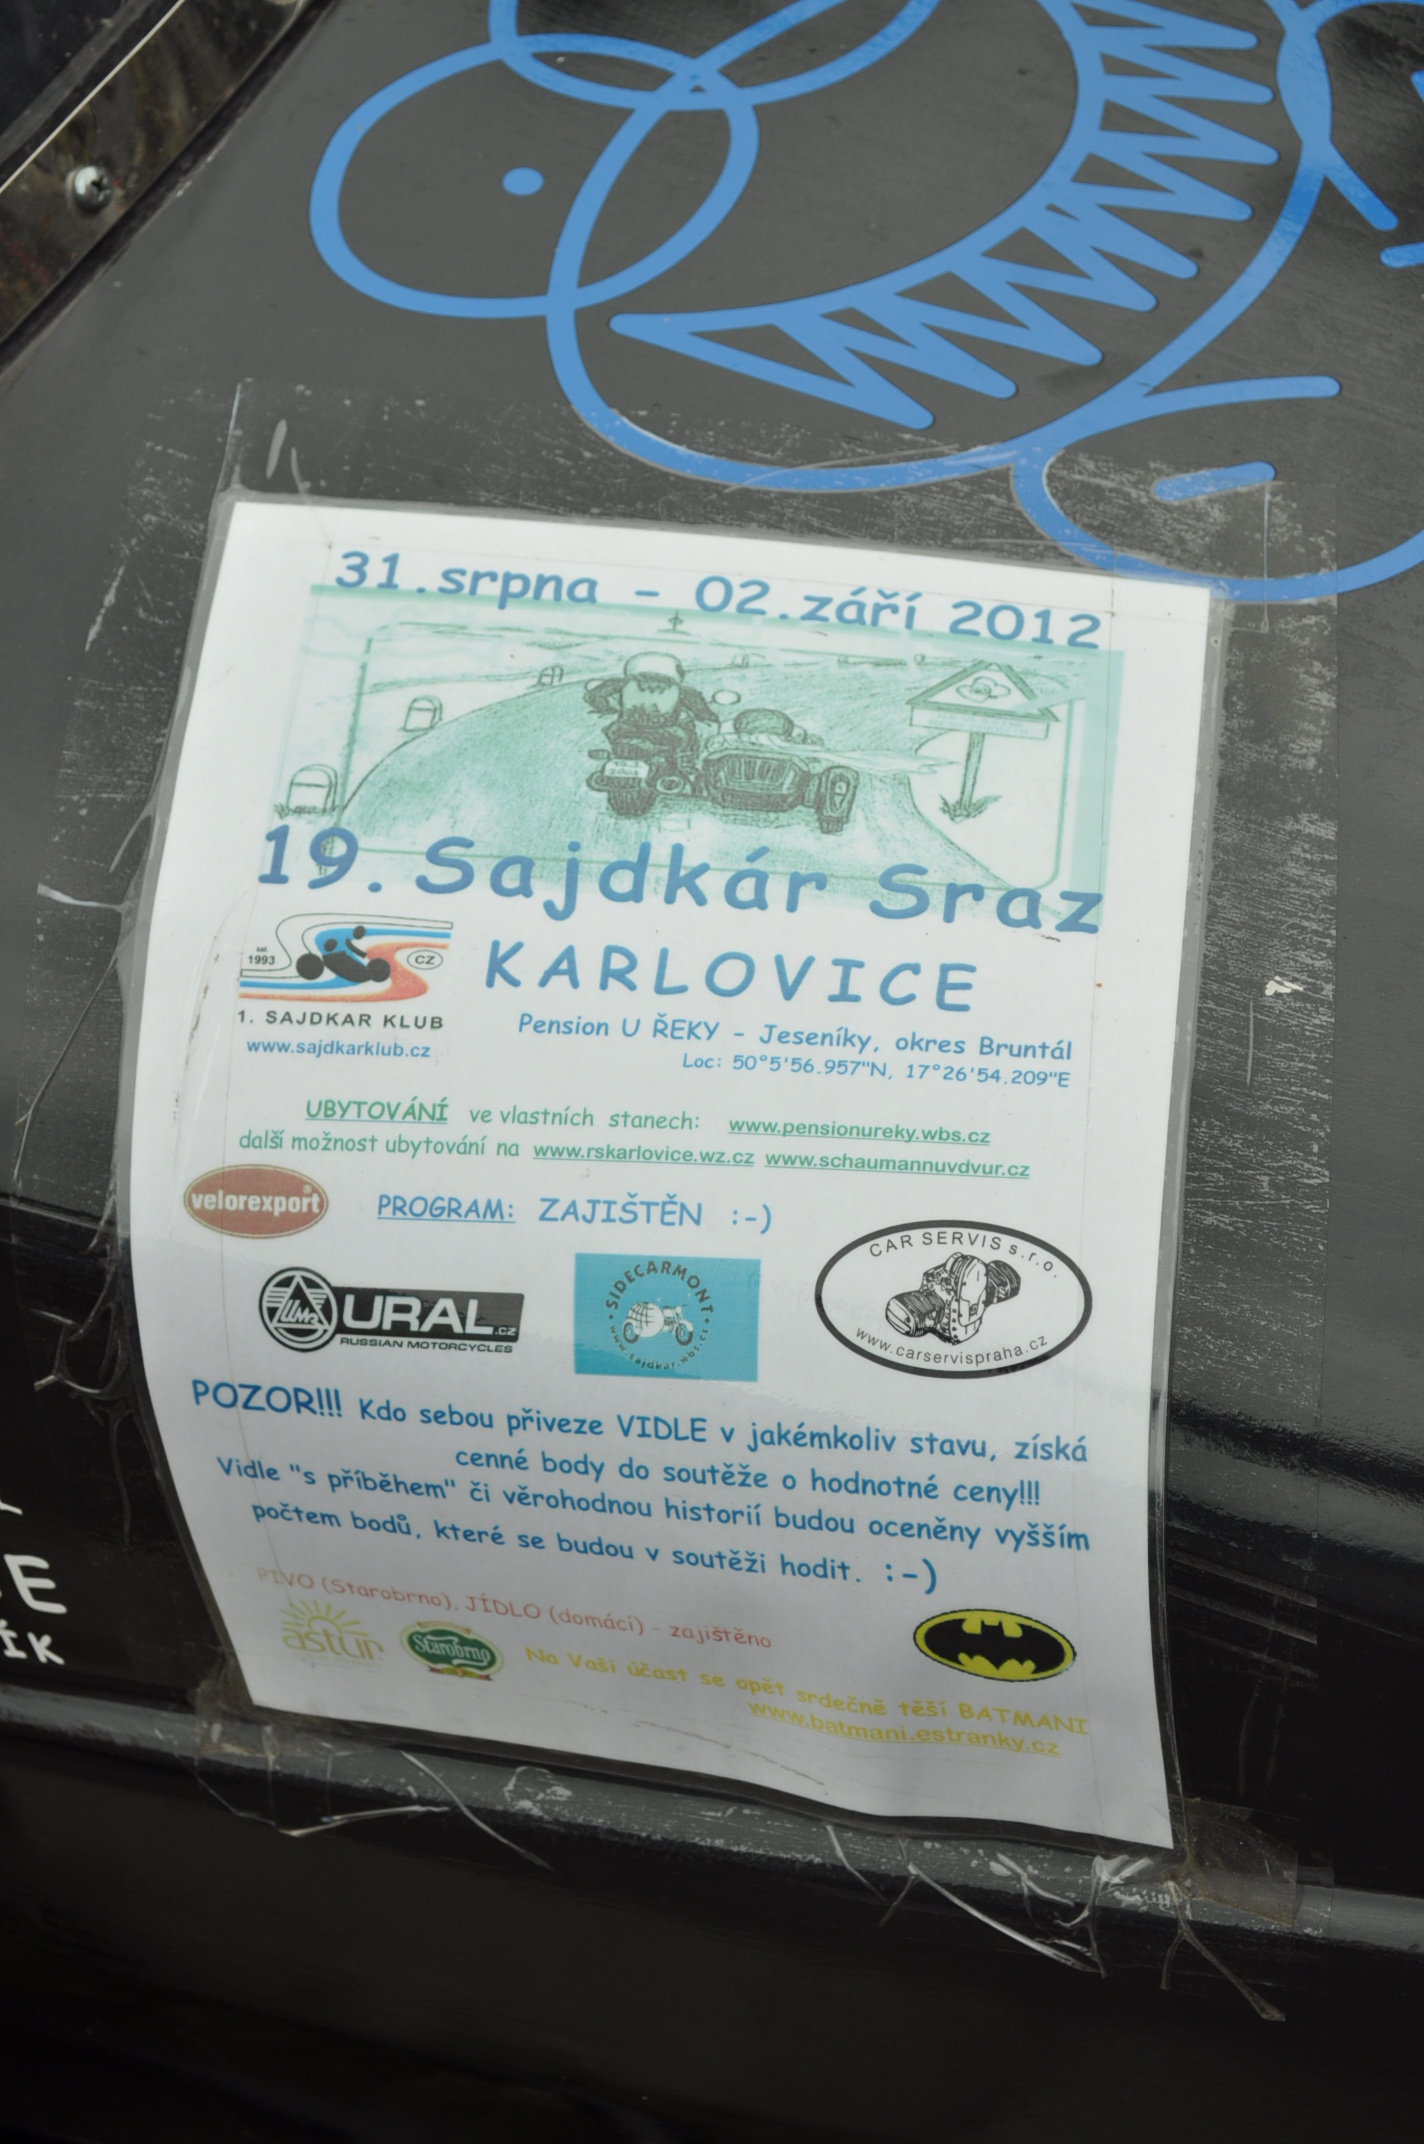 31.srpna - 02.září 2012
19. Sajdkár Sraz
sal. 1993
CZ
1. SAJDKAR KLUB
www.sajdkarklub.cz
KARLOVICE
Pension U ŘEKY - Jeseníky, okres Bruntál
Loc: 50°5'56.957"N, 17°26'54.209"E
UBYTOVÁNÍ ve vlastních stanech: www.pensionureky.wbs.cz
další možnost ubytování na www.rskarlovice.wz.cz www.schaumannuvdvur.cz
velorexport®
PROGRAM: ZAJIŠTĚN :-)
URAL.cz
RUSSIAN MOTORCYCLES
SIDECARMONT
www.sajdkar.wbs.cz
CAR SERVIS s.r.o.
www.carservispraha.cz
POZOR!!! Kdo sebou přiveze VIDLE v jakémkoliv stavu, získá
cenné body do soutěže o hodnotné ceny!!!
Vidle "s příběhem" či věrohodnou historií budou oceněny vyšším
počtem bodů, které se budou v soutěži hodit. :-)
PIVO (Starobrno), JÍDLO (domácí) - zajištěno
astur
Starobrno
Na Vaši účast se opět srdečně těší BATMANI
www.batmani.estranky.cz
E
ÍK